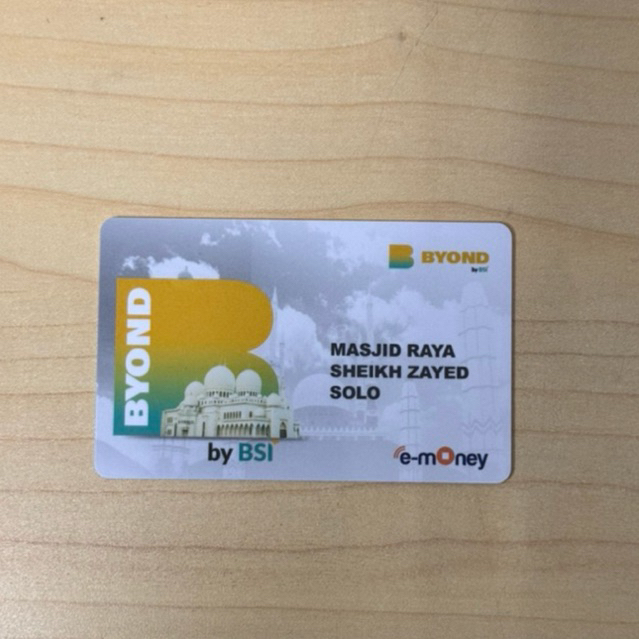 BYOND
by BSI
BYOND
by BSI
MASJID RAYA
SHEIKH ZAYED
SOLO
e-money